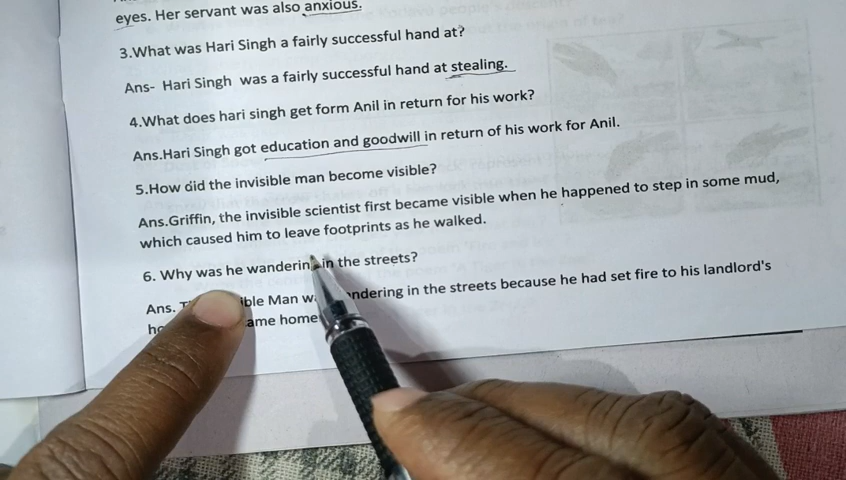 eyes. Her servant was also anxious.
3.What was Hari Singh a fairly successful hand at?
Ans- Hari Singh was a fairly successful hand at stealing.
4.What does hari singh get form Anil in return for his work?
Ans.Hari Singh got education and goodwill in return of his work for Anil.
5.How did the invisible man become visible?
Ans.Griffin, the invisible scientist first became visible when he happened to step in some mud,
which caused him to leave footprints as he walked.
6. Why was he wandering in the streets?
Ans. Man wandering in the streets because he had set fire to his landlord's